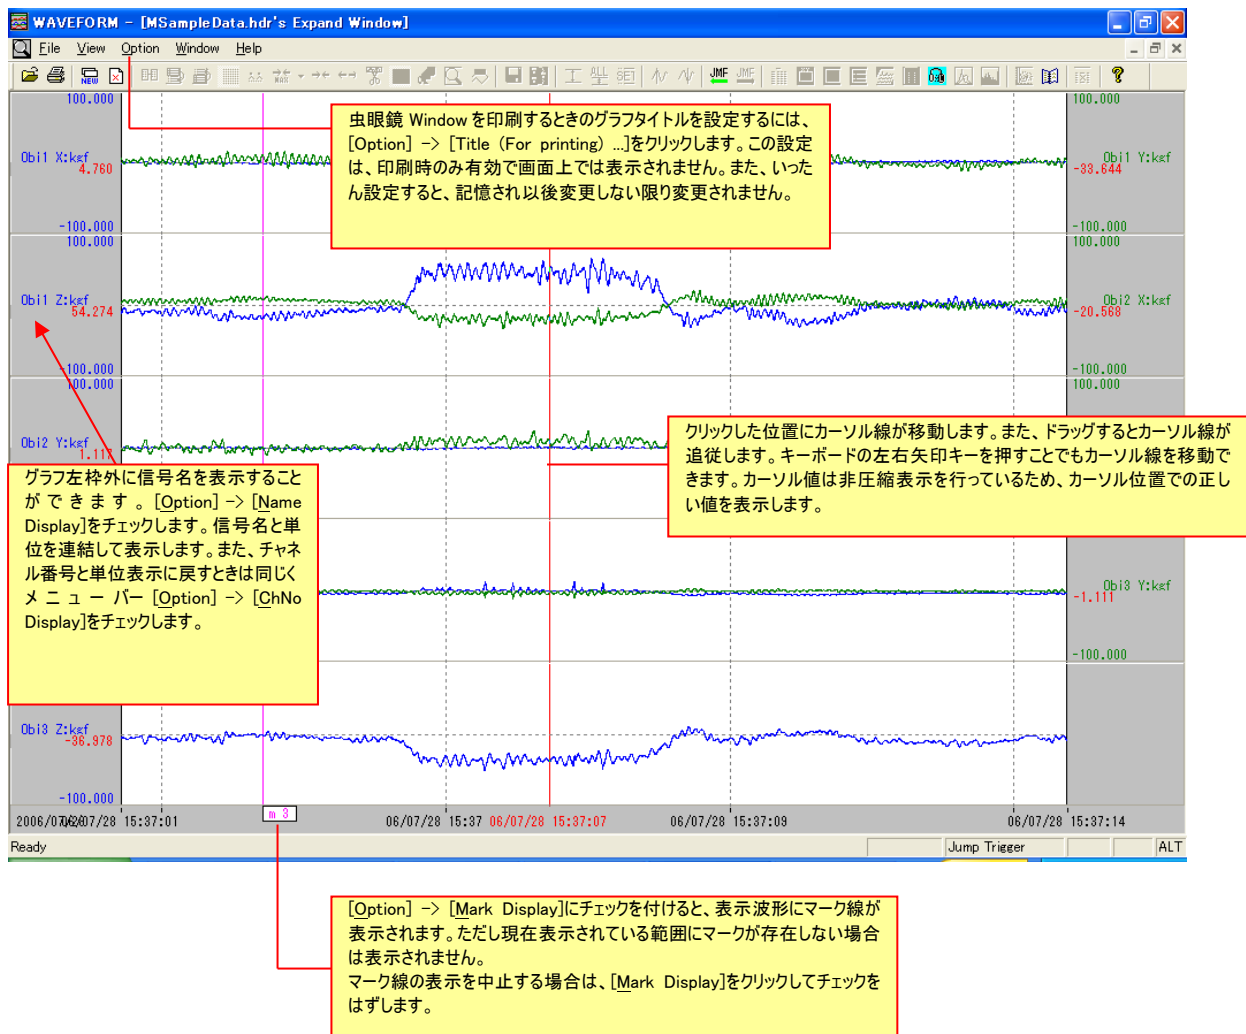 WAVEFORM - [MSampleData.hdr's Expand Window]
File View Option Window Help
100.000
100.000
虫眼鏡 Window を印刷するときのグラフタイトルを設定するには、
[Option] -> [Title (For printing) ...]をクリックします。この設定
は、印刷時のみ有効で画面上では表示されません。また、いった
ん設定すると、記憶され以後変更しない限り変更されません。
Obi1 X:kgf
4.760
Obi1 Y:kgf
-33.644
-100.000
-100.000
100.000
100.000
Obi1 Z:kgf
54.274
Obi2 X:kgf
-20.568
-100.000
-100.000
100.000
100.000
Obi2 Y:kgf
1.117
クリックした位置にカーソル線が移動します。また、ドラッグするとカーソル線が
追従します。キーボードの左右矢印キーを押すことでもカーソル線を移動で
きます。カーソル値は非圧縮表示を行っているため、カーソル位置での正し
い値を表示します。
グラフ左枠外に信号名を表示すること
ができます。[Option] -> [Name
Display]をチェックします。信号名と単
位を連結して表示します。また、チャネ
ル番号と単位表示に戻すときは同じく
メニューバー [Option] -> [ChNo
Display]をチェックします。
Obi3 Y:kgf
-1.111
-100.000
Obi3 Z:kgf
-36.978
-100.000
m 3
2006/07/28 06/07/28 15:37:01 06/07/28 15:37 06/07/28 15:37:07 06/07/28 15:37:09 06/07/28 15:37:14
Ready Jump Trigger ALT
[Option] -> [Mark Display]にチェックを付けると、表示波形にマーク線が
表示されます。ただし現在表示されている範囲にマークが存在しない場合
は表示されません。
マーク線の表示を中止する場合は、[Mark Display]をクリックしてチェックを
はずします。